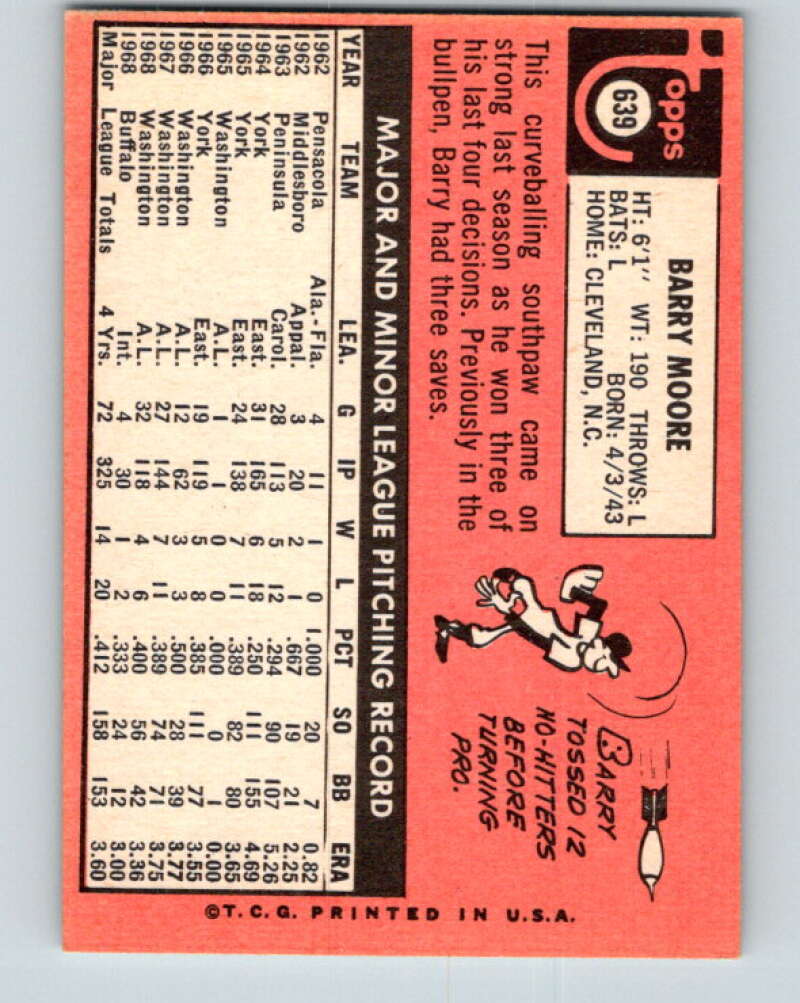 Topps
639
BARRY MOORE
HT: 6'1" WT: 190 THROWS: L
BATS: L BORN: 4/3/43
HOME: CLEVELAND, N.C.
This curveballing southpaw came on
strong last season as he won three of
his last four decisions. Previously in the
bullpen, Barry had three saves.
BARRY
TOSSED 12
NO-HITTERS
BEFORE
TURNING
PRO.
MAJOR AND MINOR LEAGUE PITCHING RECORD
YEAR TEAM LEA. G IP W L PCT SO BB ERA
1962 Pensacola Ala.-Fla. 4 11 1 0 1.000 20 7 0.82
1962 Middlesboro Appal. 3 20 2 1 .667 19 21 2.25
1963 Peninsula Carol. 28 113 5 12 .294 90 107 5.26
1964 York East. 31 165 6 18 .250 111 155 4.69
1965 York East. 24 138 7 11 .389 82 80 3.65
1965 Washington A.L. 1 1 0 0 .000 0 1 0.00
1966 York East. 19 119 5 8 .385 111 77 3.55
1966 Washington A.L. 12 62 3 3 .500 28 39 3.77
1967 Washington A.L. 27 144 7 11 .389 74 71 3.75
1968 Washington A.L. 32 118 4 6 .400 56 42 3.36
1968 Buffalo Int. 4 30 1 2 .333 24 12 3.00
Major League Totals 4 Yrs. 72 325 14 20 .412 158 153 3.60
©T.C.G. PRINTED IN U.S.A.